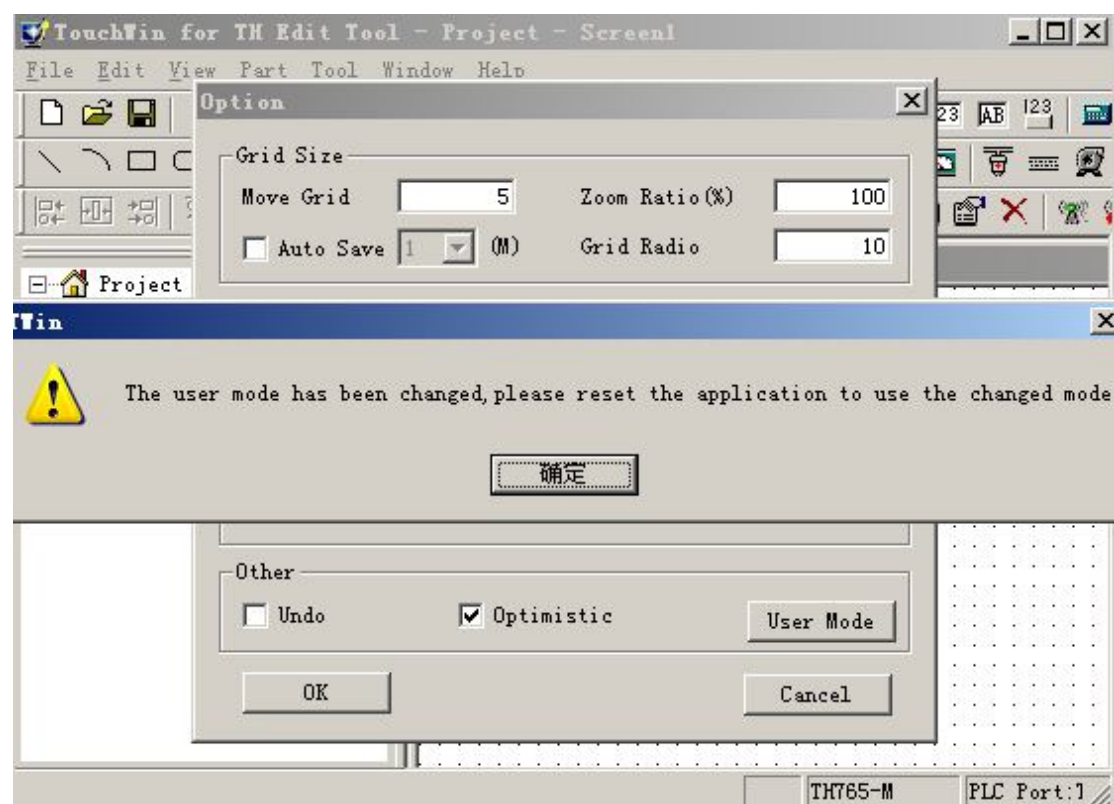 TouchWin for TH Edit Tool - Project - Screen1
File Edit View Part Tool Window Help
Option
23 AB 123
Grid Size
Move Grid 5 Zoom Ratio(%) 100
Auto Save 1 (M) Grid Radio 10
Project
TWin
The user mode has been changed,please reset the application to use the changed mode
确定
Other
Undo Optimistic User Mode
OK Cancel
TH765-M PLC Port: